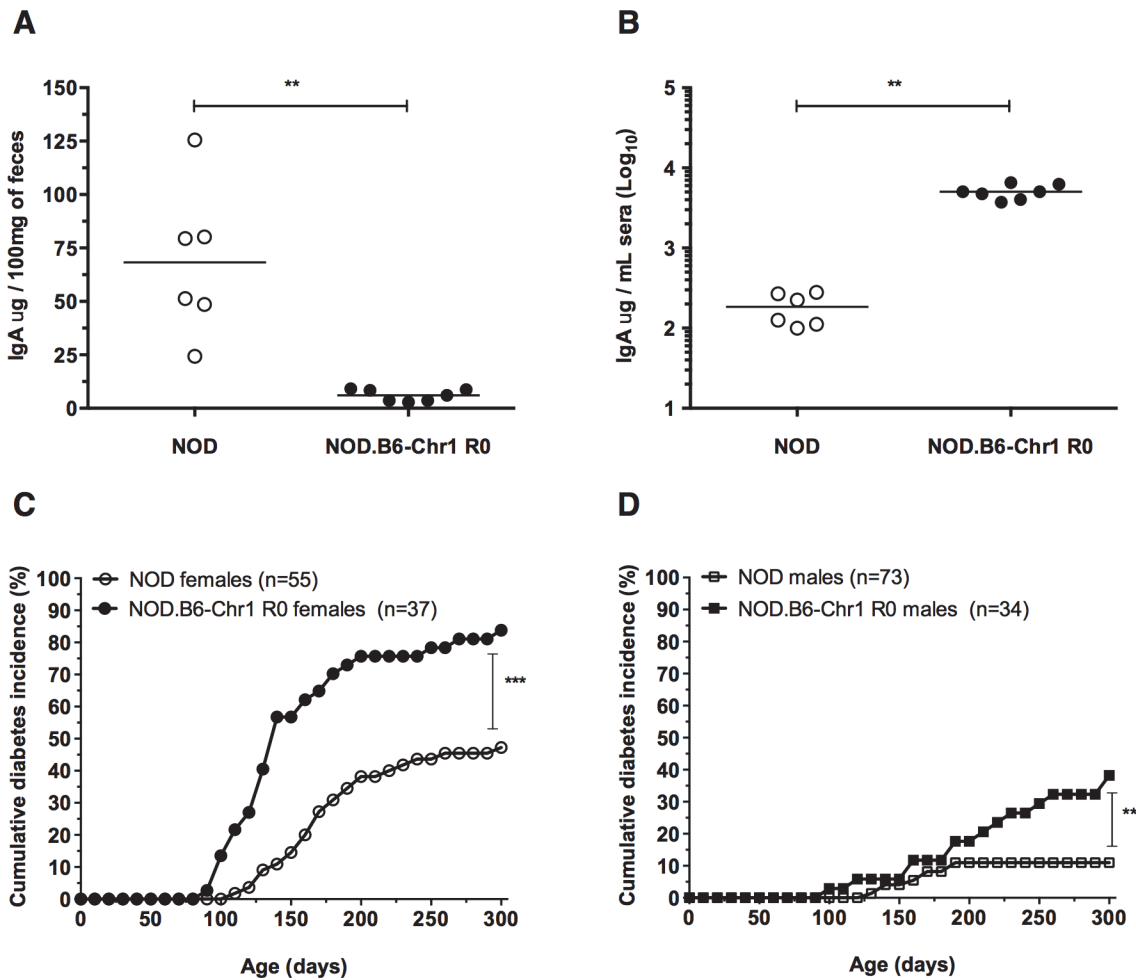 A
B
**
**
IgA ug / 100mg of feces
150
125
100
75
50
25
0
NOD
NOD.B6-Chr1 R0
IgA ug / mL sera (Log10)
5
4
3
2
1
NOD
NOD.B6-Chr1 R0
C
D
NOD females (n=55)
NOD.B6-Chr1 R0 females (n=37)
Cumulative diabetes incidence (%)
100
90
80
70
60
50
40
30
20
10
0
***
0 50 100 150 200 250 300
Age (days)
NOD males (n=73)
NOD.B6-Chr1 R0 males (n=34)
Cumulative diabetes incidence (%)
100
90
80
70
60
50
40
30
20
10
0
**
0 50 100 150 200 250 300
Age (days)